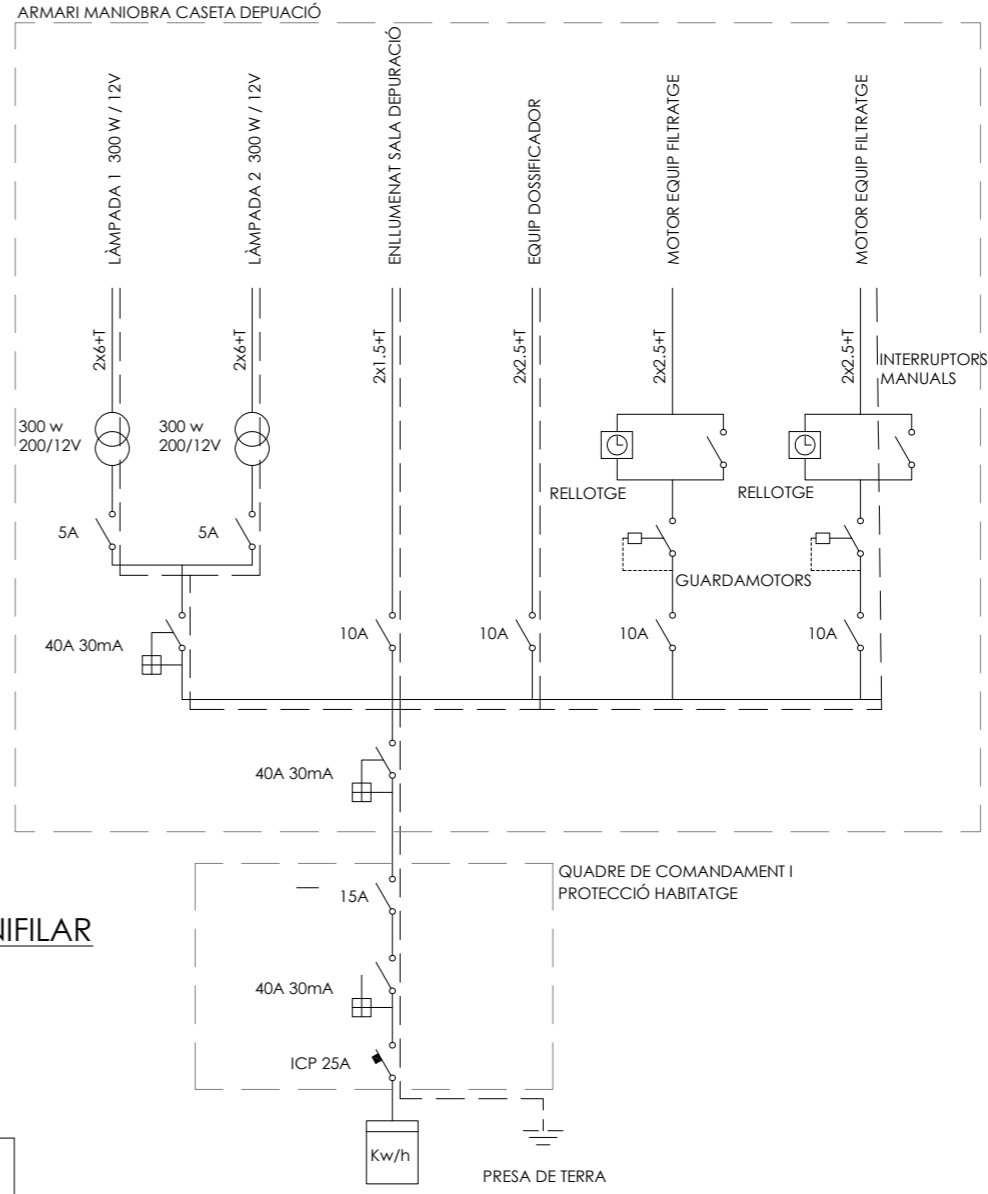 ARMARI MANIOBRA CASETA DEPUACIÓ
LÀMPADA 1 300 W / 12V
LÀMPADA 2 300 W / 12V
ENLLUMENAT SALA DEPURACIÓ
EQUIP DOSSIFICADOR
MOTOR EQUIP FILTRATGE
MOTOR EQUIP FILTRATGE
2x6+T
2x6+T
2x1.5+T
2x2.5+T
2x2.5+T
2x2.5+T
INTERRUPTORS
MANUALS
300 w
200/12V
300 w
200/12V
RELLOTGE
RELLOTGE
5A
5A
GUARDAMOTORS
40A 30mA
10A
10A
10A
10A
40A 30mA
QUADRE DE COMANDAMENT I
PROTECCIÓ HABITATGE
15A
NIFILAR
40A 30mA
ICP 25A
Kw/h
PRESA DE TERRA